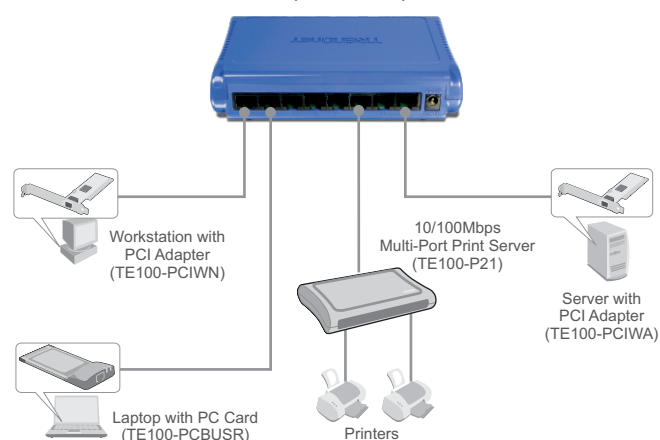 TRENDnet
Workstation with
PCI Adapter
(TE100-PCIWN)
10/100Mbps
Multi-Port Print Server
(TE100-P21)
Server with
PCI Adapter
(TE100-PCIWA)
Laptop with PC Card
(TE100-PCBUSR)
Printers